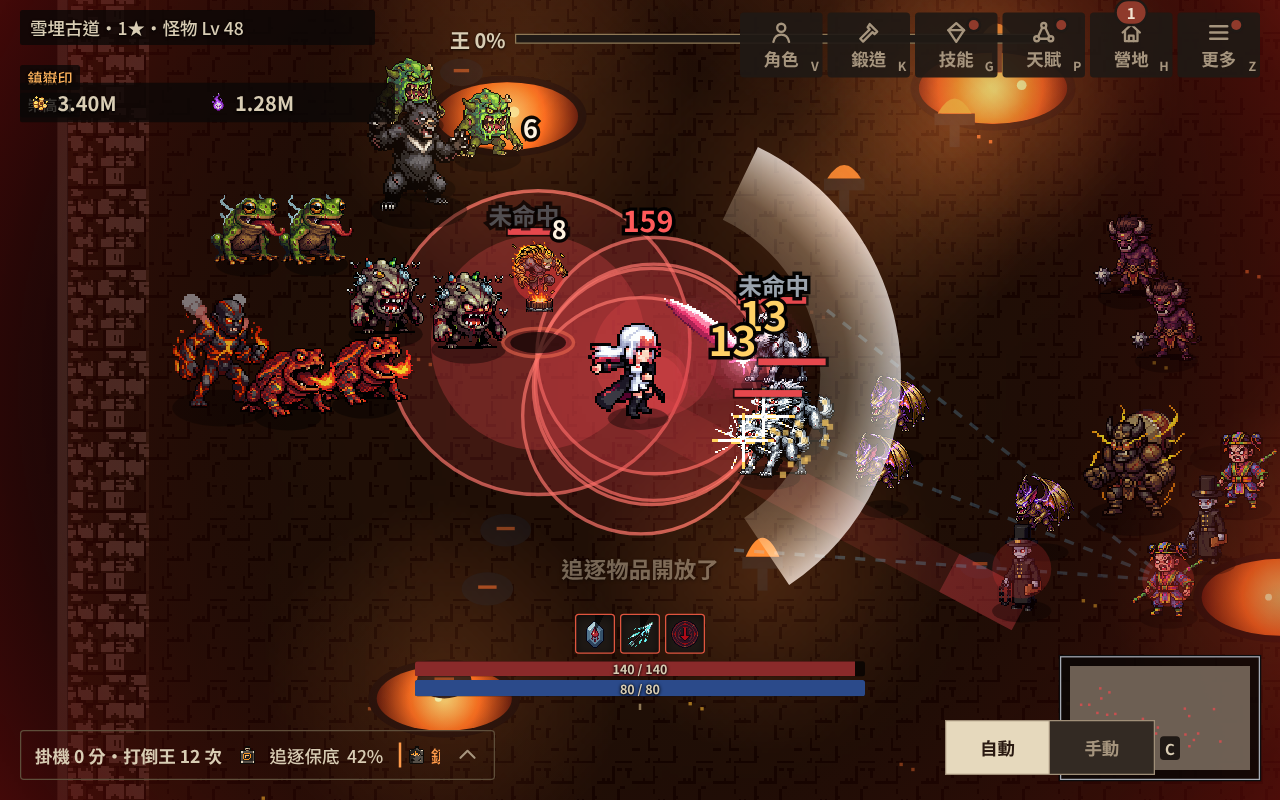 雪埋古道・1★・怪物 Lv 48
王 0%
角色 V
鍛造 K
技能 G
天賦 P
1
營地 H
更多 Z
鎮嶽印
3.40M
1.28M
6
未命中
8
159
未命中
13
13
追逐物品開放了
140 / 140
80 / 80
掛機 0 分・打倒王 12 次
追逐保底 42%
自動
手動
C